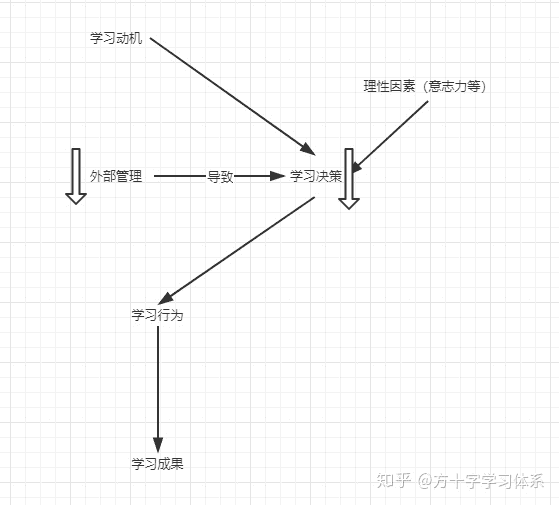 学习动机
理性因素（意志力等）
外部管理
导致
学习决策
学习行为
学习成果
知乎 @方十字学习体系